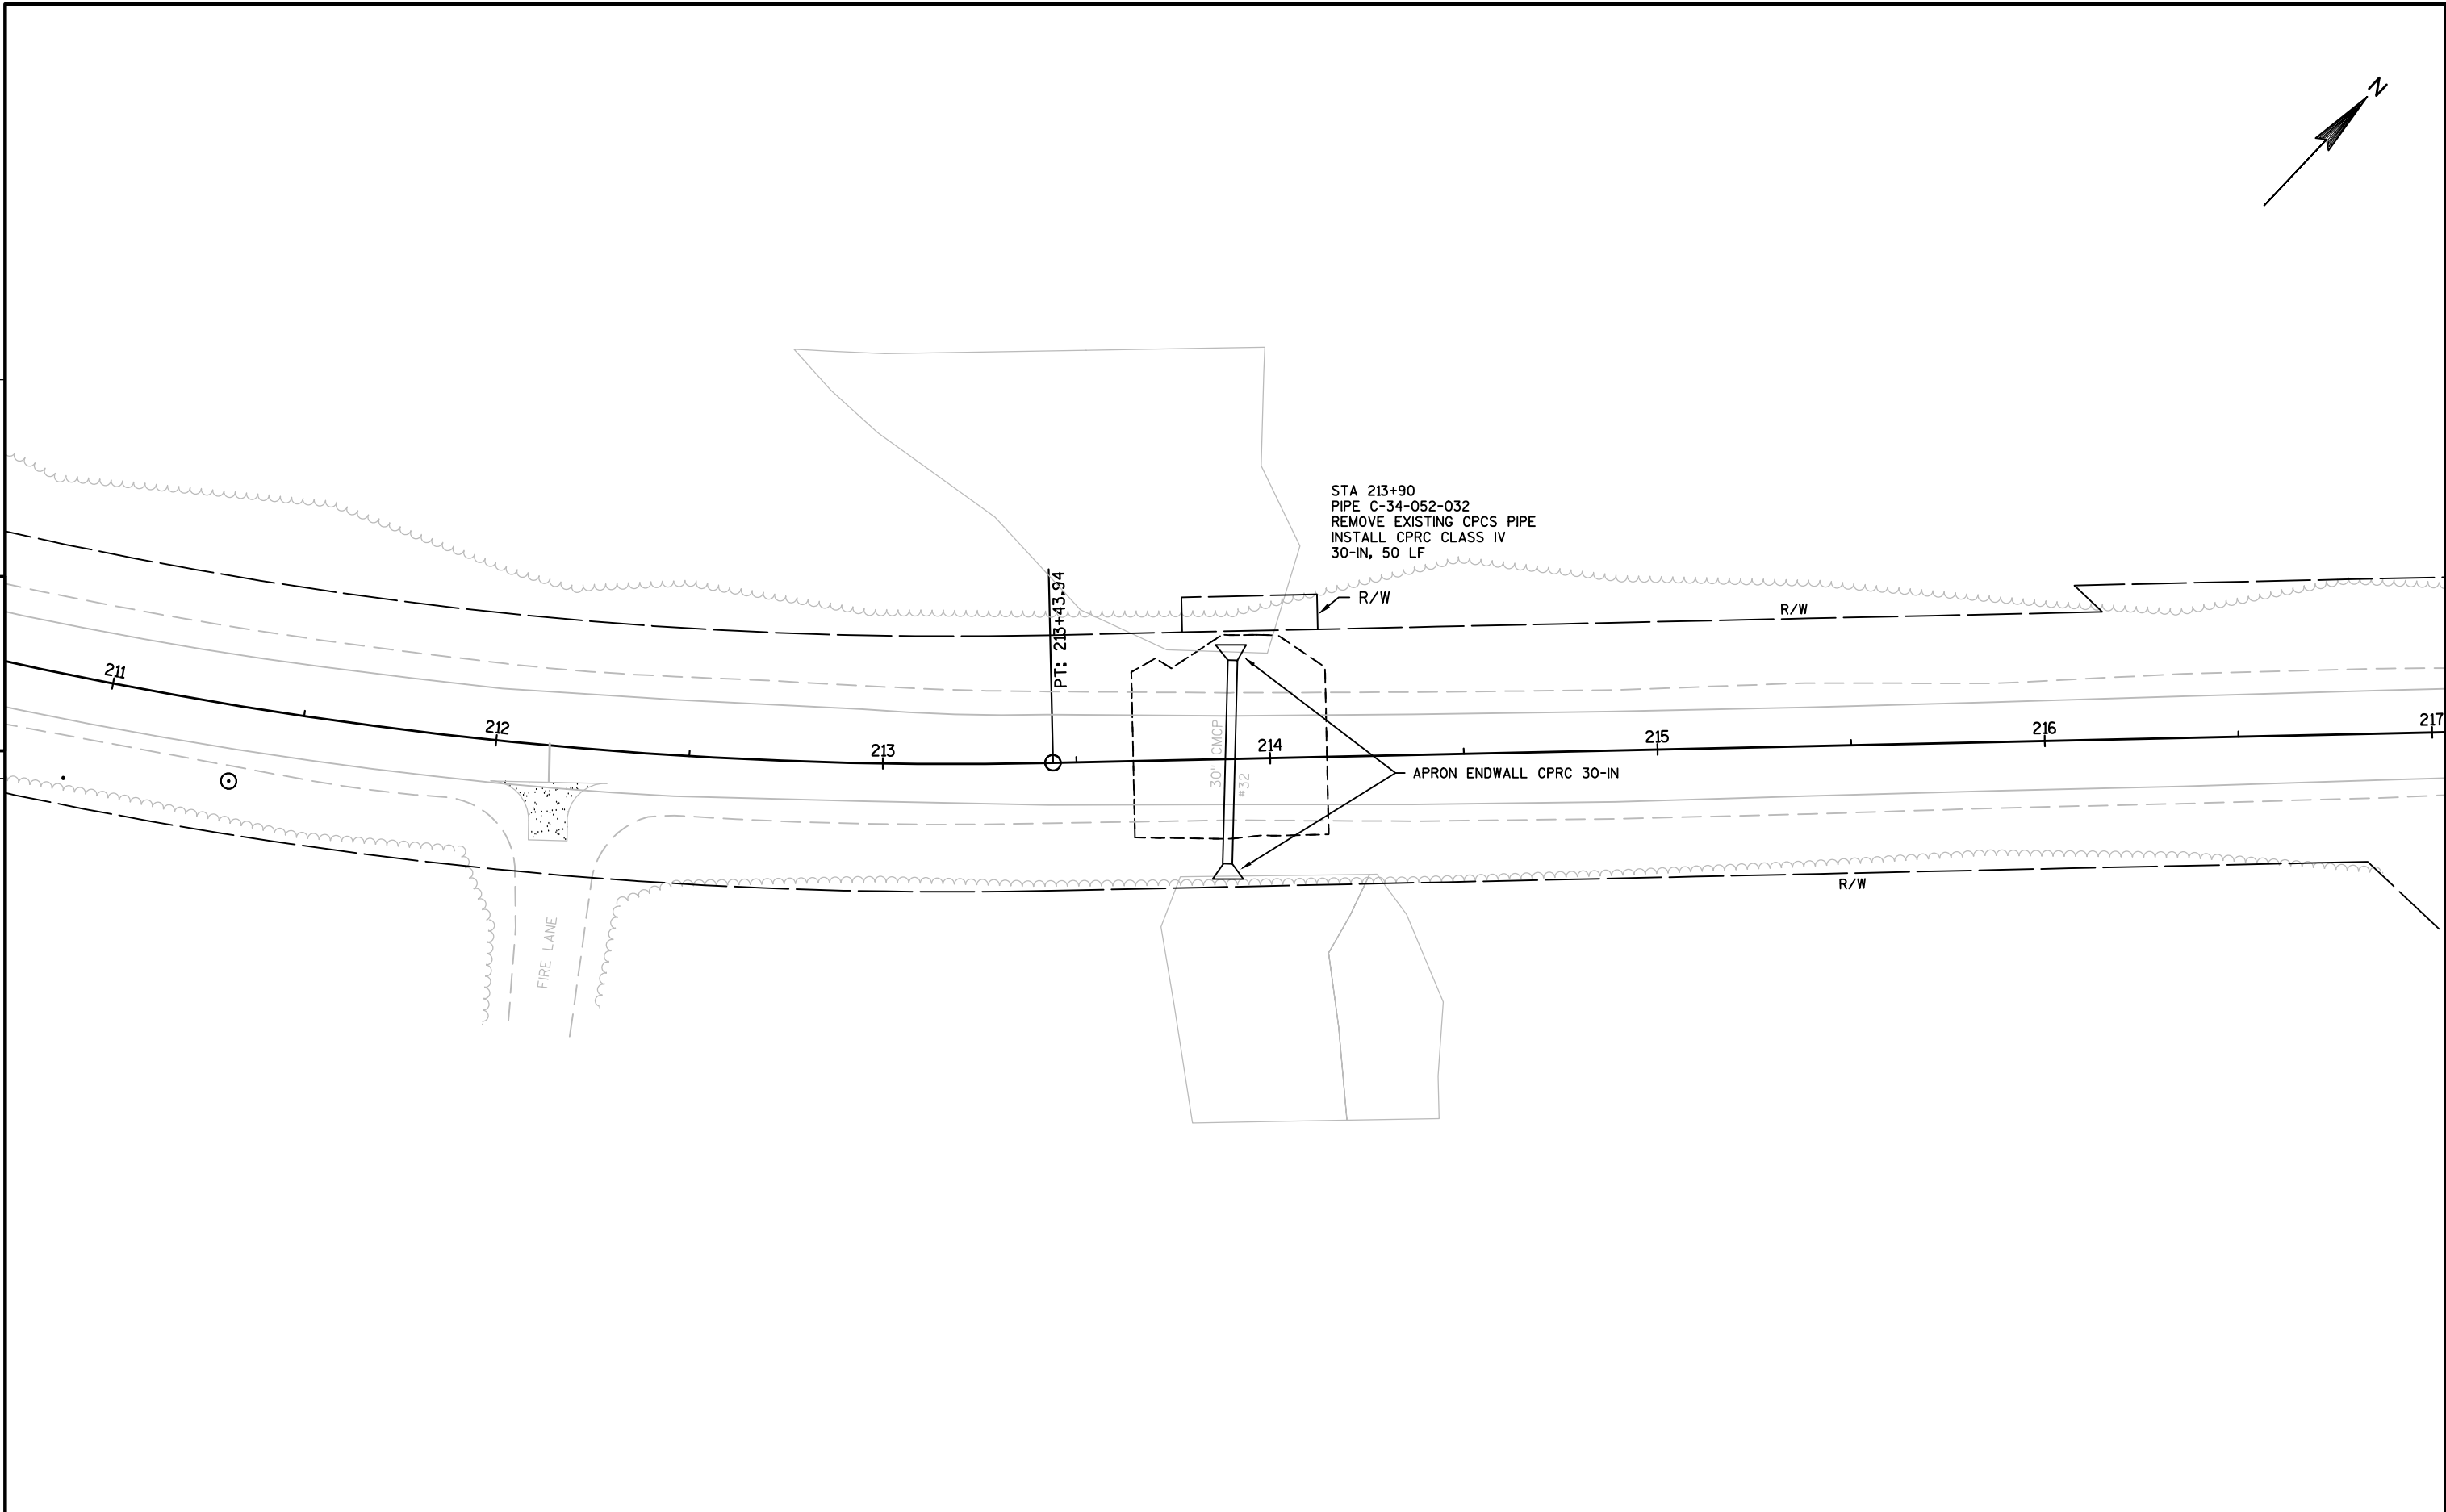 N
STA 213+90
PIPE C-34-052-032
REMOVE EXISTING CPCS PIPE
INSTALL CPRC CLASS IV
30-IN, 50 LF
R/W
R/W
PT: 213+43.94
211
212
213
214
215
216
217
30" CMCP
#32
APRON ENDWALL CPRC 30-IN
R/W
FIRE LANE